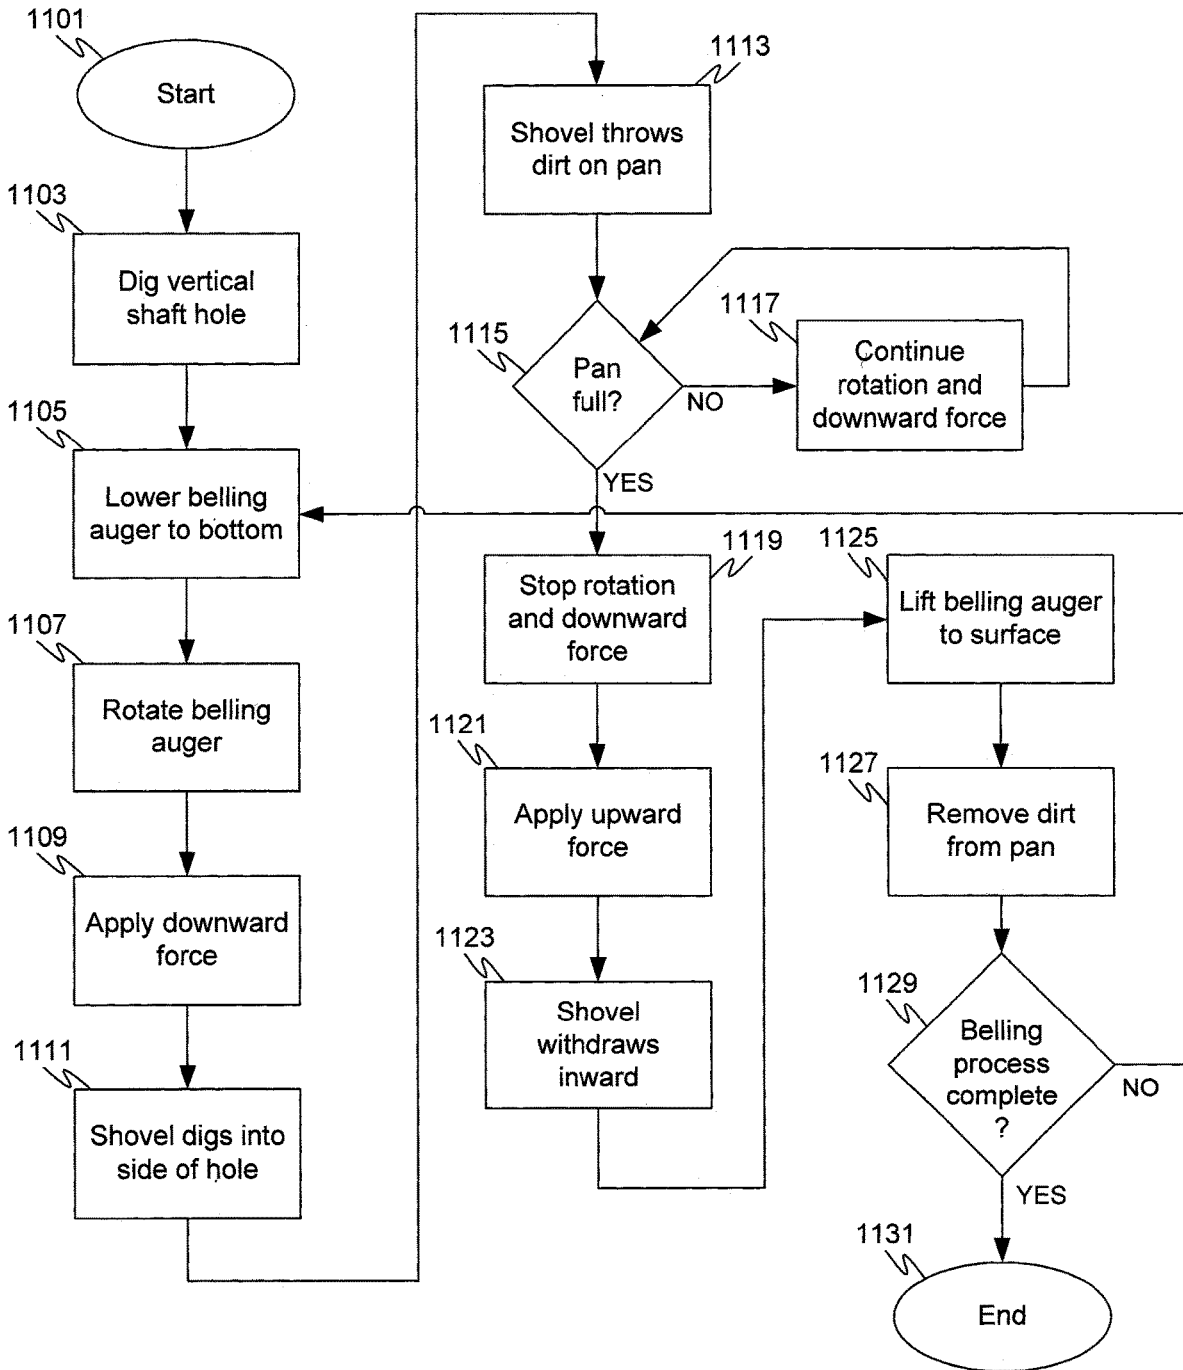 1101
Start
1103
Dig vertical
shaft hole
1105
Lower belling
auger to bottom
1107
Rotate belling
auger
1109
Apply downward
force
1111
Shovel digs into
side of hole
1113
Shovel throws
dirt on pan
1115
Pan
full?
NO
YES
1117
Continue
rotation and
downward force
1119
Stop rotation
and downward
force
1121
Apply upward
force
1123
Shovel
withdraws
inward
1125
Lift belling auger
to surface
1127
Remove dirt
from pan
1129
Belling
process
complete
?
NO
YES
1131
End